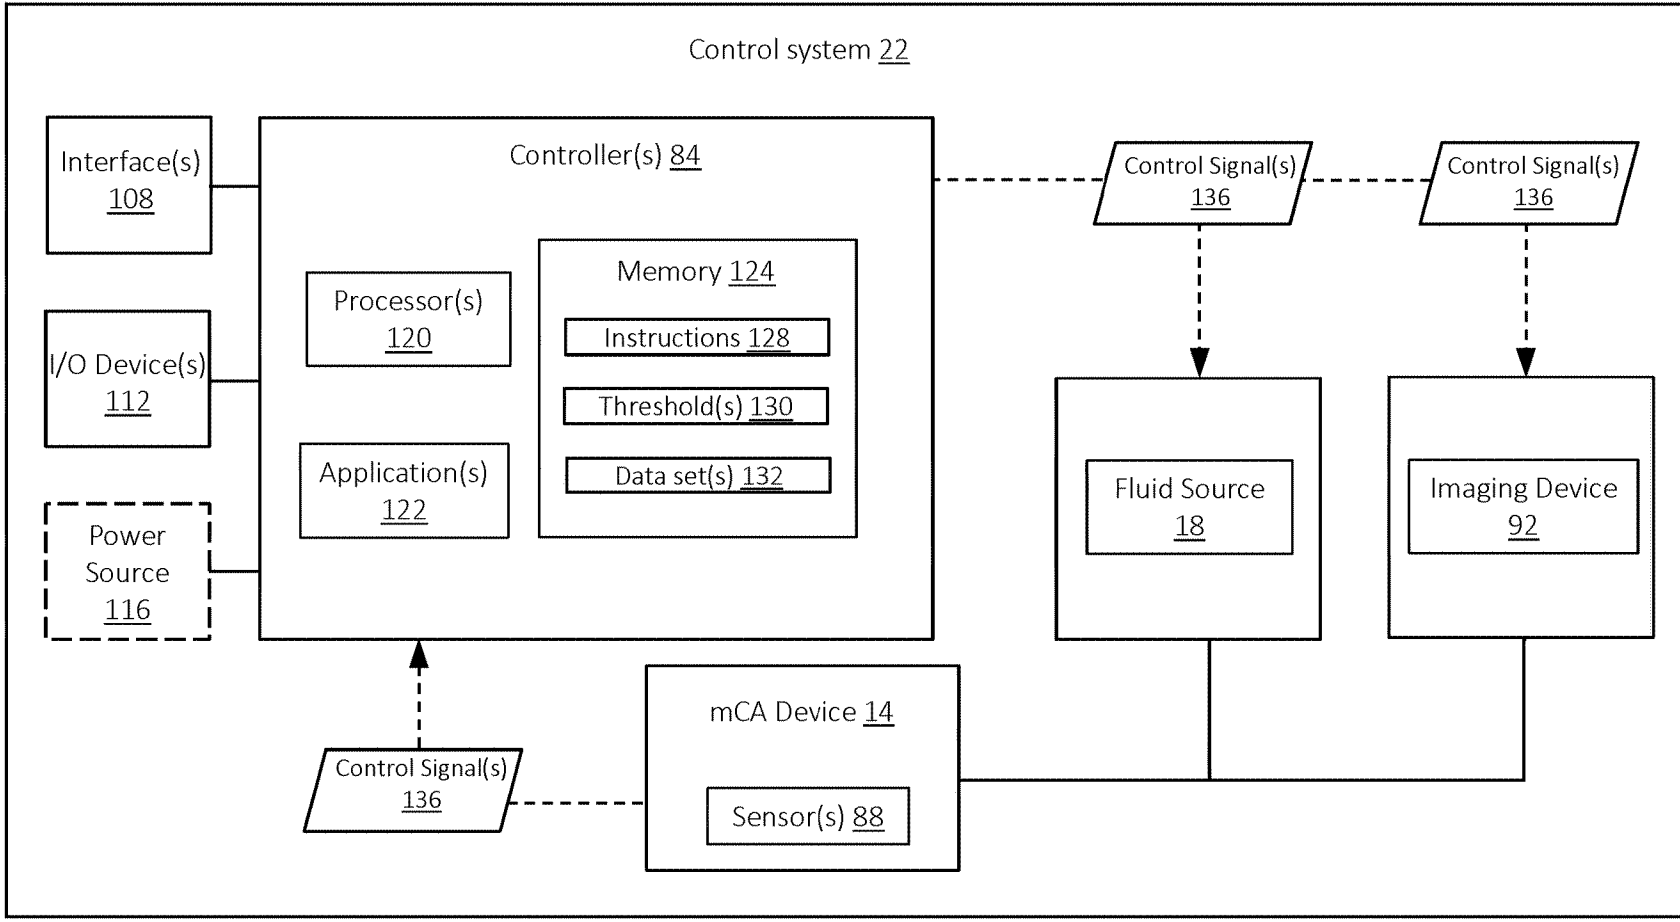 Control system 22
Interface(s)
108
I/O Device(s)
112
Power
Source
116
Controller(s) 84
Processor(s)
120
Application(s)
122
Memory 124
Instructions 128
Threshold(s) 130
Data set(s) 132
Control Signal(s)
136
Control Signal(s)
136
Fluid Source
18
Imaging Device
92
mCA Device 14
Sensor(s) 88
Control Signal(s)
136